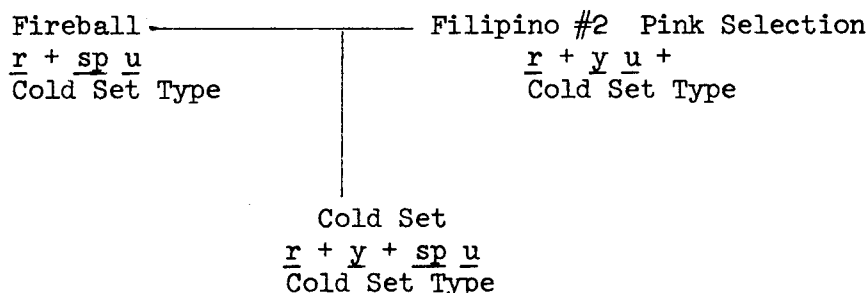 Fireball Filipino #2 Pink Selection
r + sp u r + y u +
Cold Set Type Cold Set Type
Cold Set
r + y + sp u
Cold Set Type